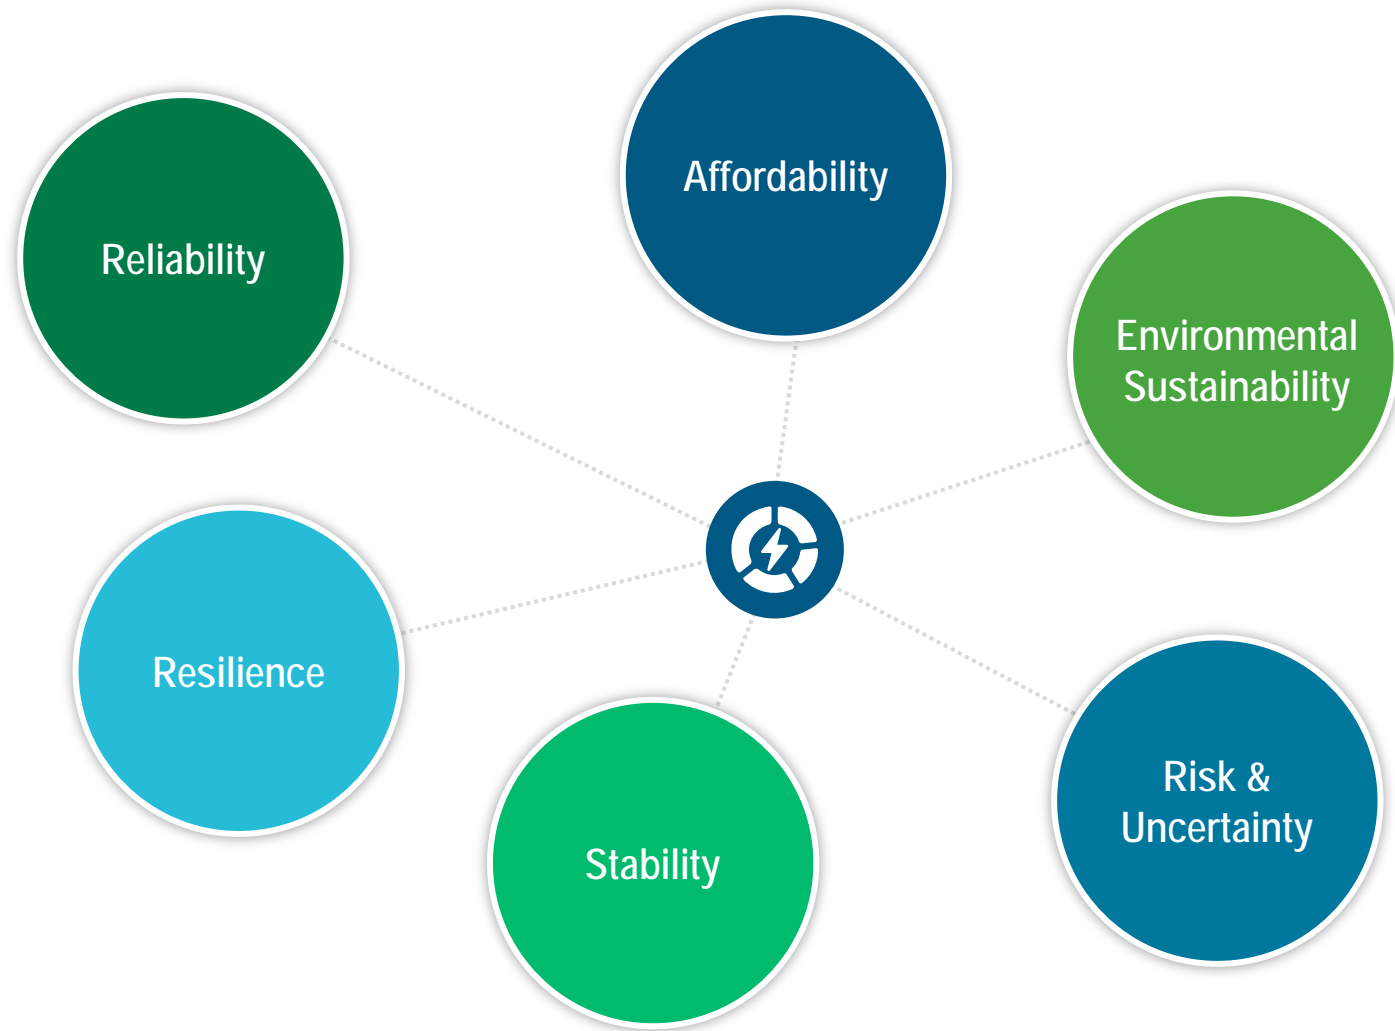 Affordability
Reliability
Environmental
Sustainability
Resilience
Risk &
Uncertainty
Stability